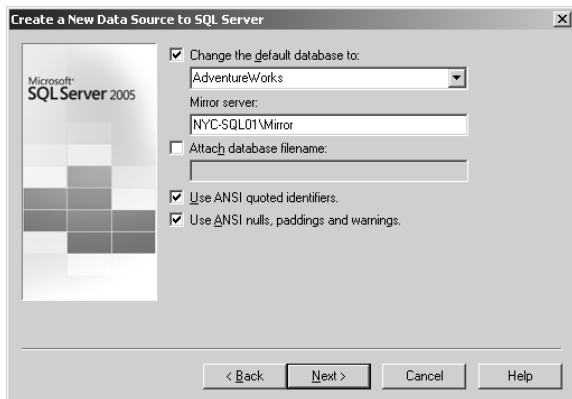 Create a New Data Source to SQL Server
Microsoft
SQL Server 2005
Change the default database to:
AdventureWorks
Mirror server:
NYC-SQL01\Mirror
Attach database filename:
Use ANSI quoted identifiers.
Use ANSI nulls, paddings and warnings.
< Back
Next >
Cancel
Help